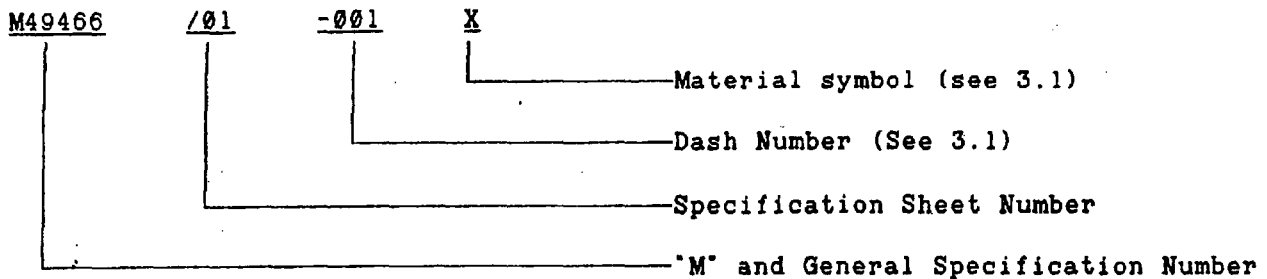 M49466 /01 -001 X
Material symbol (see 3.1)
Dash Number (See 3.1)
Specification Sheet Number
"M" and General Specification Number